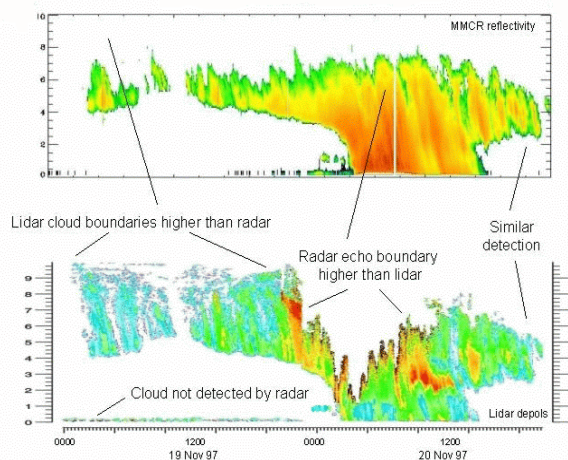 10
MMCR reflectivity
8
6
4
2
0
Lidar cloud boundaries higher than radar
Similar
detection
Radar echo boundary
higher than lidar
9
8
7
6
5
4
3
2
1
0
Cloud not detected by radar
Lidar depols
0000 1200 0000 1200
19 Nov 97 20 Nov 97